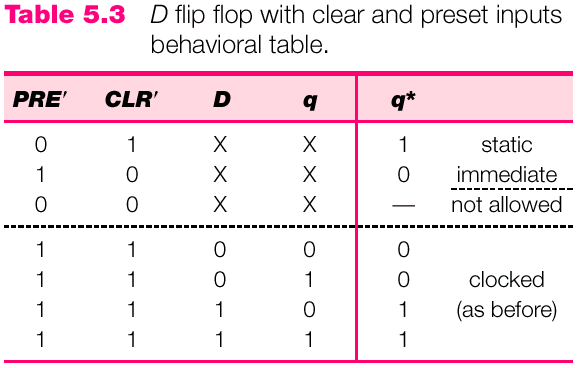 Table 5.3 D flip flop with clear and preset inputs
behavioral table.
PRE′ CLR′ D q q*
0 1 X X 1 static
1 0 X X 0 immediate
0 0 X X — not allowed
1 1 0 0 0
1 1 0 1 0 clocked
1 1 1 0 1 (as before)
1 1 1 1 1